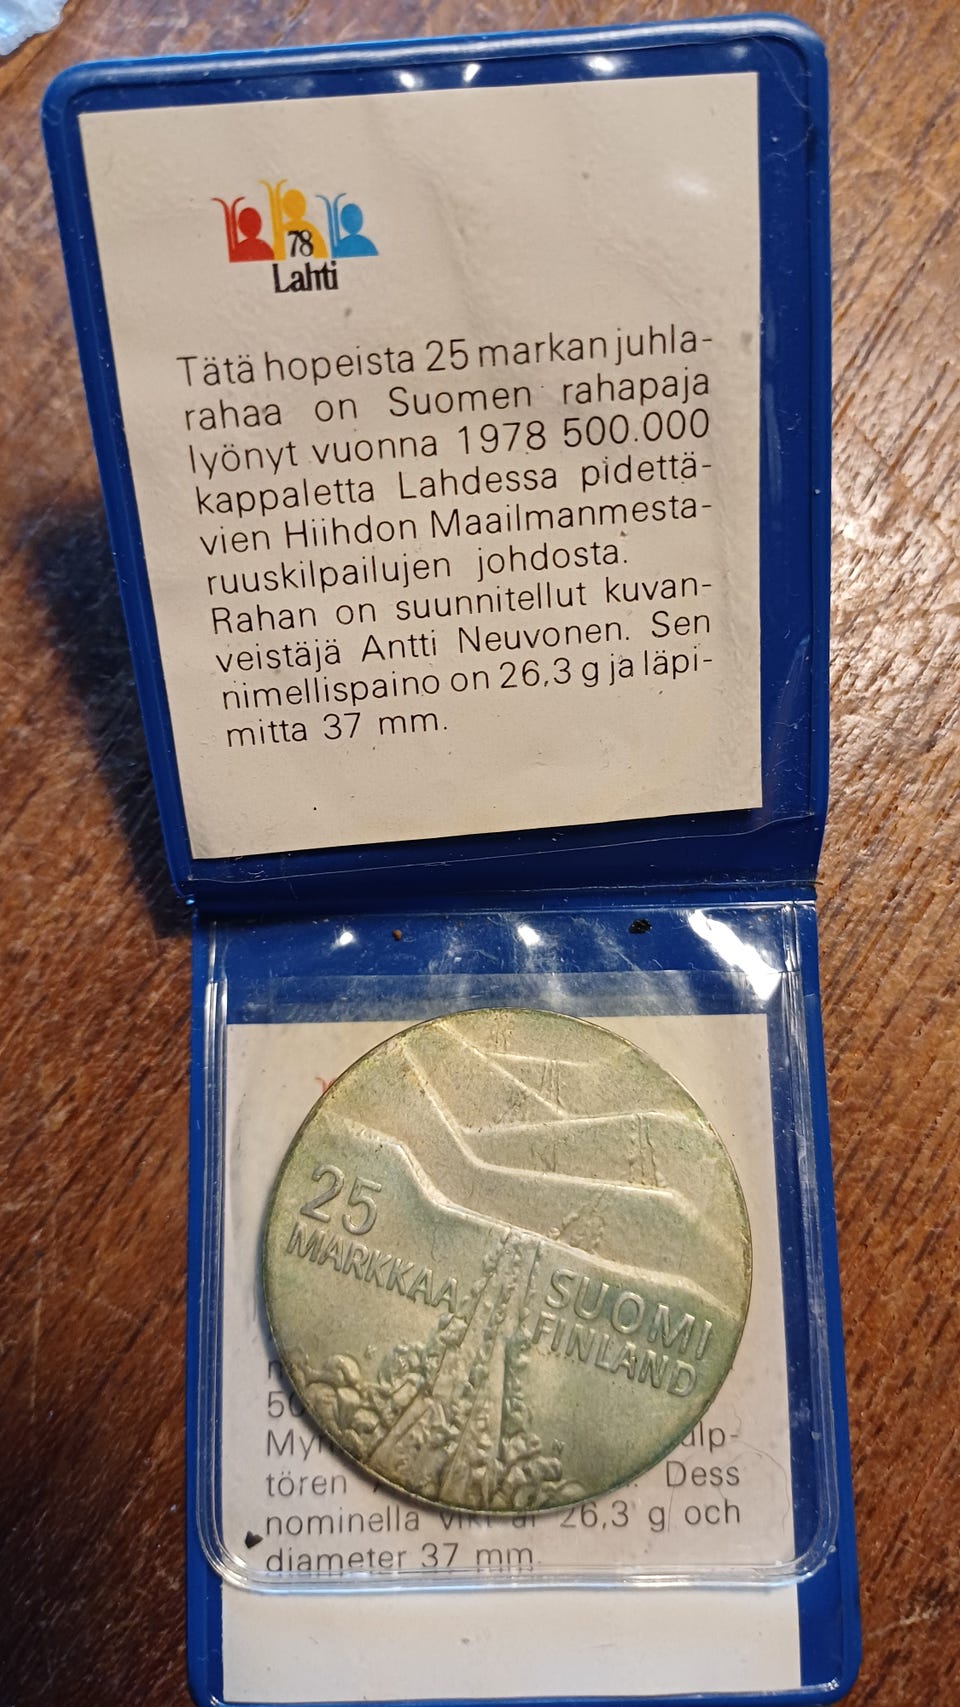 78
Lahti
Tätä hopeista 25 markan juhla-
rahaa on Suomen rahapaja
lyönyt vuonna 1978 500.000
kappaletta Lahdessa pidettä-
vien Hiihdon Maailmanmesta-
ruuskilpailujen johdosta.
Rahan on suunnitellut kuvan-
veistäjä Antti Neuvonen. Sen
nimellispaino on 26,3 g ja läpi-
mitta 37 mm.
25
MARKKAA
SUOMI
FINLAND
tören Dess
nominella 26,3 g och
diameter 37 mm.